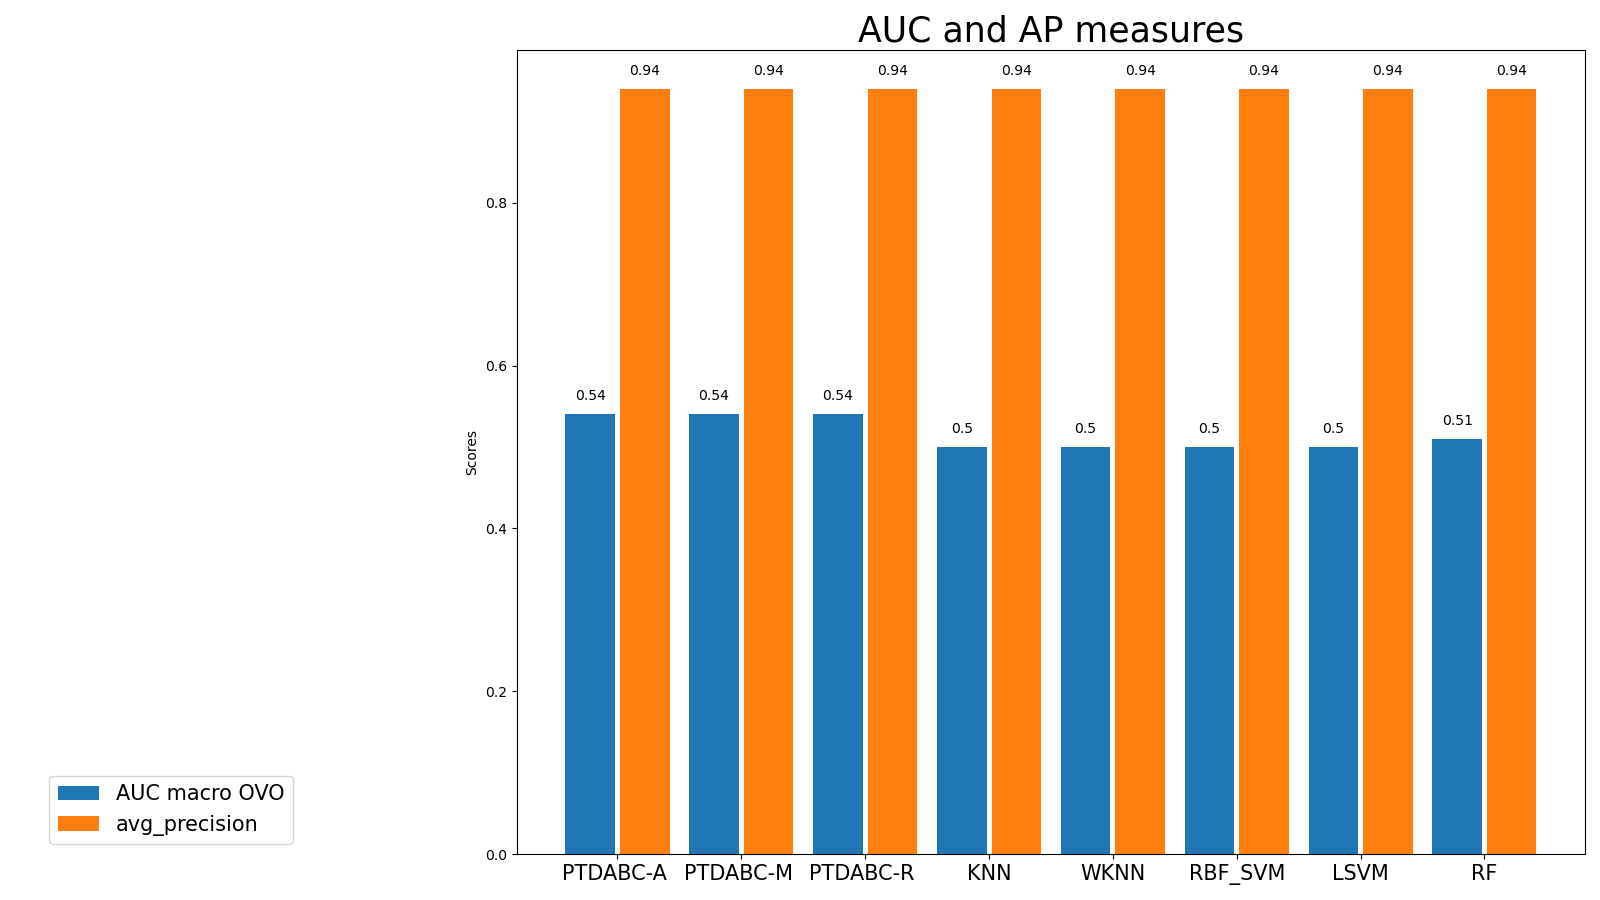 AUC and AP measures
0.94 0.94 0.94 0.94 0.94 0.94 0.94 0.94
0.8
0.6
0.54 0.54 0.54 0.5 0.5 0.5 0.5 0.51
Scores
0.4
0.2
0.0
PTDABC-A PTDABC-M PTDABC-R KNN WKNN RBF_SVM LSVM RF
AUC macro OVO
avg_precision